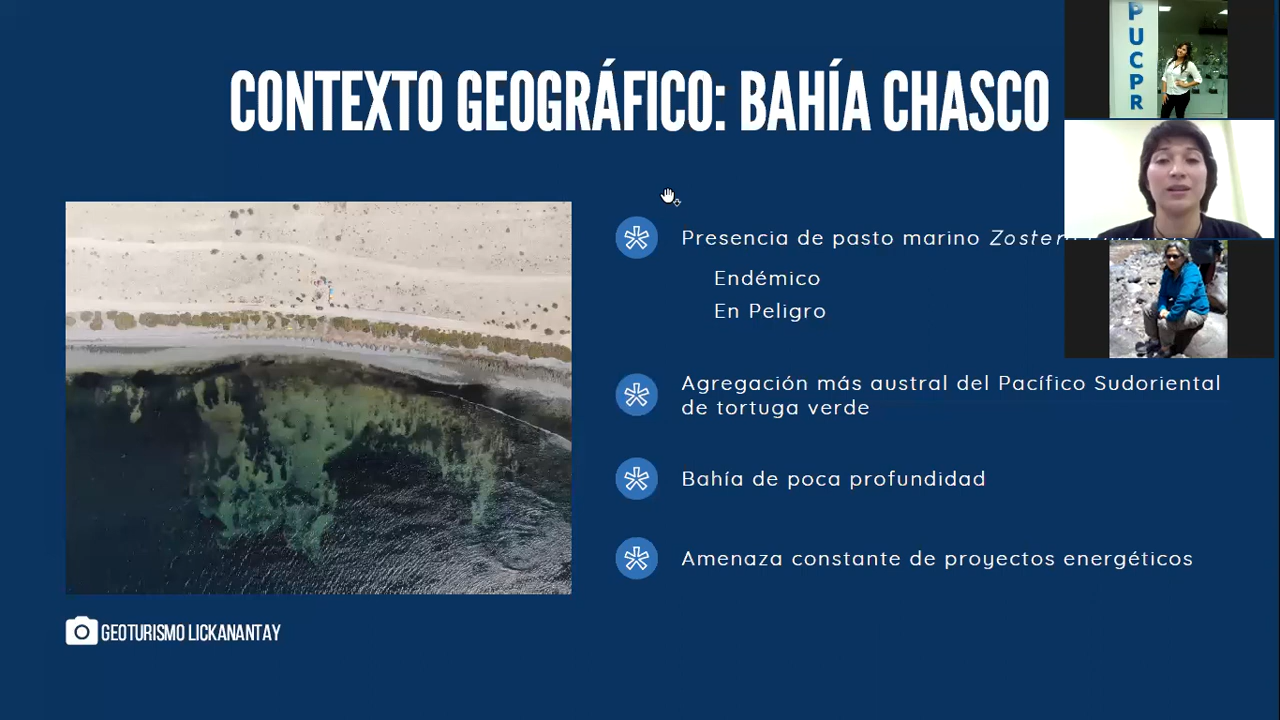 CONTEXTO GEOGRÁFICO: BAHÍA CHASCO
PUCPR
Presencia de pasto marino
Endémico
En Peligro
Agregación más austral del Pacífico Sudoriental
de tortuga verde
Bahía de poca profundidad
Amenaza constante de proyectos energéticos
GEOTURISMO LICKANANTAY